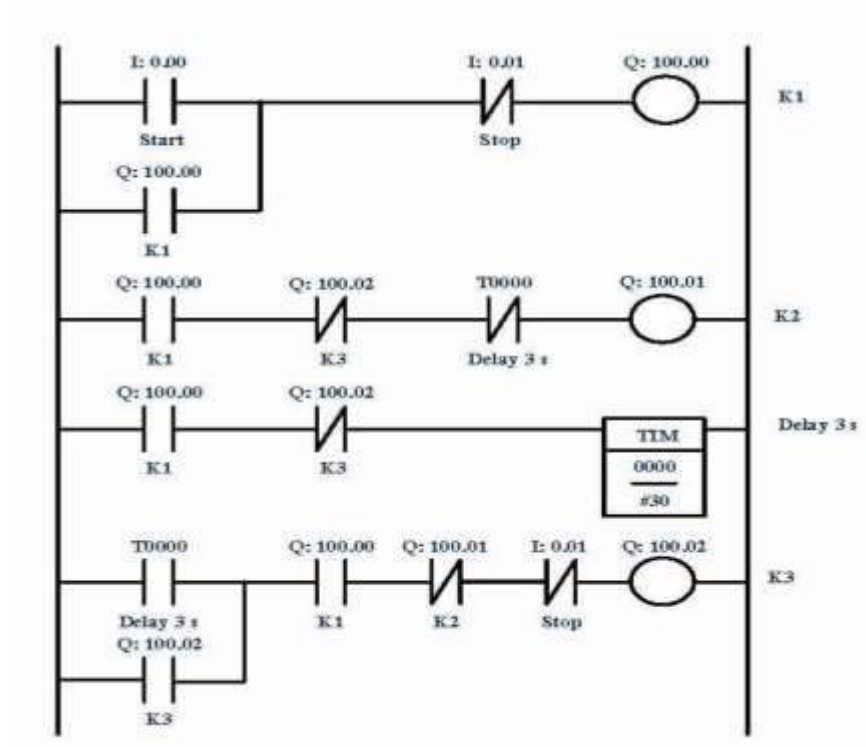 I: 0.00 I: 0.01 Q: 100.00
K1
Start Stop
Q: 100.00
K1
Q: 100.00 Q: 100.02 T0000 Q: 100.01
K2
K1 K3 Delay 3 s
Q: 100.00 Q: 100.02
Delay 3 s
TIM
K1 K3 0000
#30
T0000 Q: 100.00 Q: 100.01 I: 0.01 Q: 100.02
K3
Delay 3 s K1 K2 Stop
Q: 100.02
K3